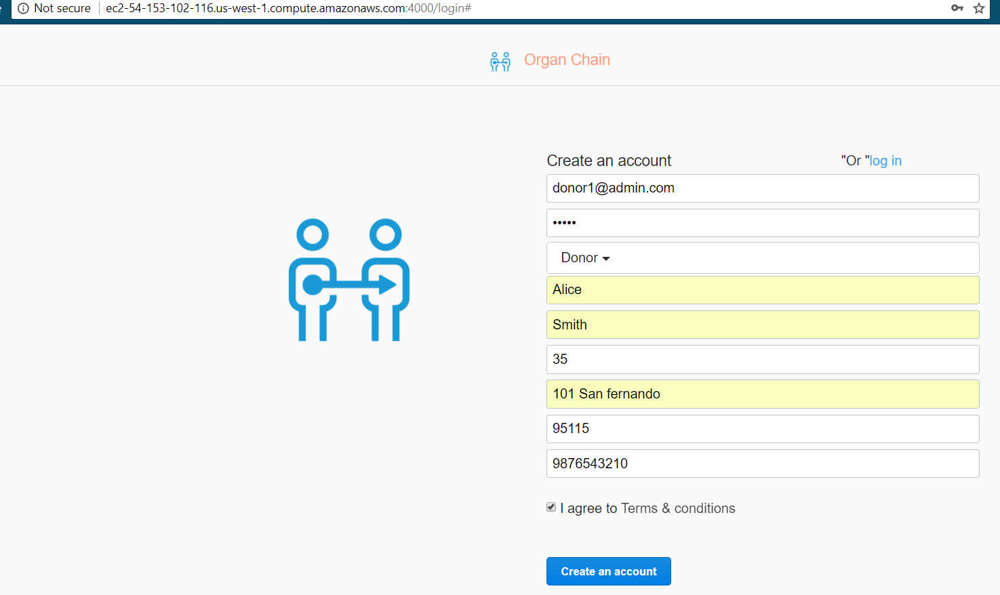 Not secure ec2-54-153-102-116.us-west-1.compute.amazonaws.com:4000/login#
Organ Chain
Create an account "Or "log in
donor1@admin.com
•••••
Donor
Alice
Smith
35
101 San fernando
95115
9876543210
I agree to Terms & conditions
Create an account